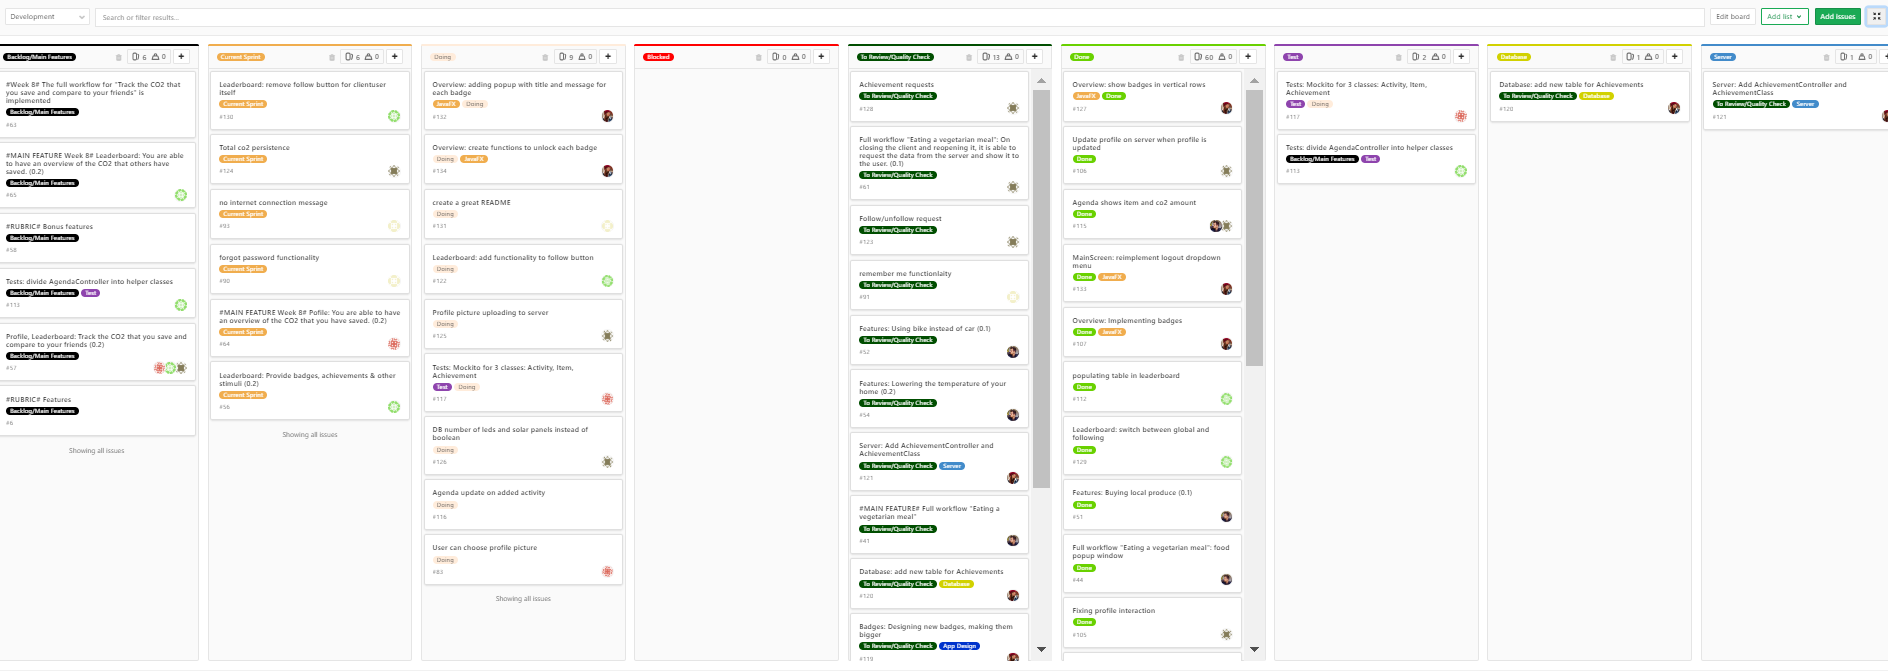 Development
Search or filter results...
Edit board
Add list
Add issues
Backlog/Main Features
6 0
#Week 8# The full workflow for "Track the CO2 that
you save and compare to your friends" is
implemented
Backlog/Main Features
#63
#MAIN FEATURE Week 8# Leaderboard: You are able
to have an overview of the CO2 that others have
saved. (0.2)
Backlog/Main Features
#65
#RUBRIC# Bonus features
Backlog/Main Features
#58
Tests: divide AgendaController into helper classes
Backlog/Main Features Test
#113
Profile, Leaderboard: Track the CO2 that you save and
compare to your friends (0.2)
Backlog/Main Features
#57
#RUBRIC# Features
Backlog/Main Features
#6
Showing all issues
Current Sprint
6 0
Leaderboard: remove follow button for clientuser
itself
Current Sprint
#130
Total co2 persistence
Current Sprint
#124
no internet connection message
Current Sprint
#93
forgot password functionality
Current Sprint
#90
#MAIN FEATURE Week 8# Pofile: You are able to have
an overview of the CO2 that you have saved. (0.2)
Current Sprint
#64
Leaderboard: Provide badges, achievements & other
stimuli (0.2)
Current Sprint
#56
Showing all issues
Doing
9 0
Overview: adding popup with title and message for
each badge
JavaFX Doing
#132
Overview: create functions to unlock each badge
Doing JavaFX
#134
create a great README
Doing
#131
Leaderboard: add functionality to follow button
Doing
#122
Profile picture uploading to server
Doing
#125
Tests: Mockito for 3 classes: Activity, Item,
Achievement
Test Doing
#117
DB number of leds and solar panels instead of
boolean
Doing
#126
Agenda update on added activity
Doing
#116
User can choose profile picture
Doing
#83
Showing all issues
Blocked
0 0
To Review/Quality Check
13 0
Achievement requests
To Review/Quality Check
#128
Full workflow "Eating a vegetarian meal": On
closing the client and reopening it, it is able to
request the data from the server and show it to
the user. (0.1)
To Review/Quality Check
#61
Follow/unfollow request
To Review/Quality Check
#123
remember me functionlaity
To Review/Quality Check
#91
Features: Using bike instead of car (0.1)
To Review/Quality Check
#52
Features: Lowering the temperature of your
home (0.2)
To Review/Quality Check
#54
Server: Add AchievementController and
AchievementClass
To Review/Quality Check Server
#121
#MAIN FEATURE# Full workflow "Eating a
vegetarian meal"
To Review/Quality Check
#41
Database: add new table for Achievements
To Review/Quality Check Database
#120
Badges: Designing new badges, making them
bigger
To Review/Quality Check App Design
#119
Done
60 0
Overview: show badges in vertical rows
JavaFX Done
#127
Update profile on server when profile is
updated
Done
#106
Agenda shows item and co2 amount
Done
#115
MainScreen: reimplement logout dropdown
menu
Done JavaFX
#133
Overview: Implementing badges
Done JavaFX
#107
populating table in leaderboard
Done
#112
Leaderboard: switch between global and
following
Done
#129
Features: Buying local produce (0.1)
Done
#51
Full workflow "Eating a vegetarian meal": food
popup window
Done
#44
Fixing profile interaction
Done
#105
Test
2 0
Tests: Mockito for 3 classes: Activity, Item,
Achievement
Test Doing
#117
Tests: divide AgendaController into helper classes
Backlog/Main Features Test
#113
Database
1 0
Database: add new table for Achievements
To Review/Quality Check Database
#120
Server
1 0
Server: Add AchievementController and
AchievementClass
To Review/Quality Check Server
#121